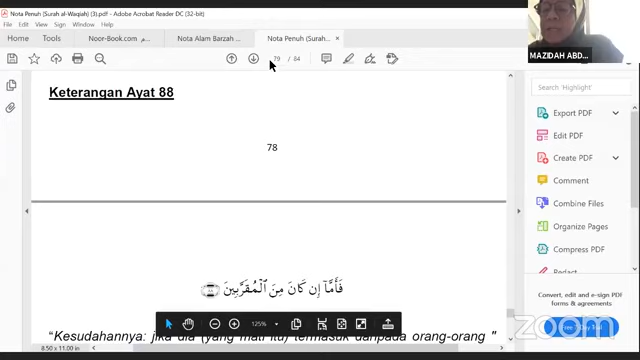 Nota Penuh (Surah al-Waqiah) (3).pdf - Adobe Acrobat Reader DC (32-bit)
File Edit View Sign Window Help
Home Tools Noor-Book.com م... Nota Alam Barzah Nota Penuh (Surah... ×
MAZIDAH ABD...
79 / 84
Search 'Highlight'
Keterangan Ayat 88
78
Export PDF
Edit PDF
Create PDF
Comment
Combine Files
Organize Pages
Compress PDF
Redact
فَأَمَّآ إِن كَانَ مِنَ ٱلْمُقَرَّبِينَ ٨٨
125%
"Kesudahannya: jika dia (yang mati itu) termasuk daripada orang-orang "
8.50 x 11.00 in
Convert, edit and e-sign PDF
forms & agreements
Free 7-Day Trial
zoom